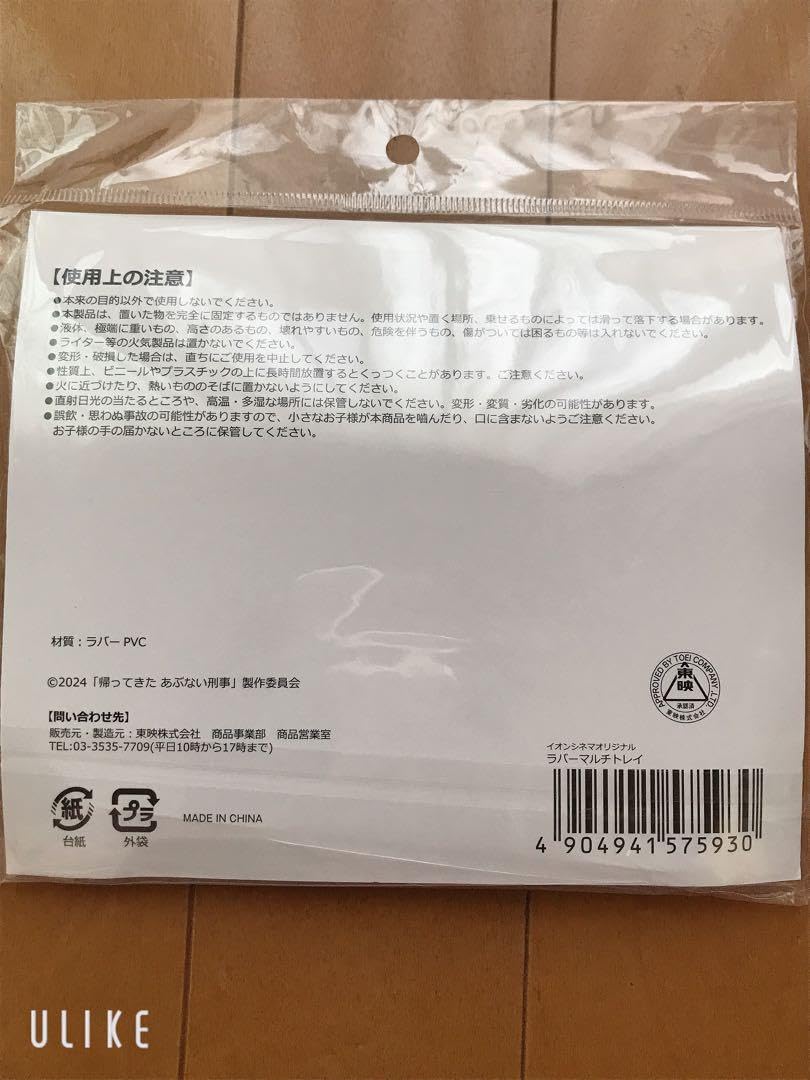 【使用上の注意】
●本来の目的以外で使用しないでください。
●本製品は、置いた物を完全に固定するものではありません。使用状況や置く場所、乗せるものによっては滑って落下する場合があります。
●液体、極端に重いもの、高さのあるもの、壊れやすいもの、危険を伴うもの、傷がついては困るもの等は入れないでください。
●ライター等の火気製品は置かないでください。
●変形・破損した場合は、直ちにご使用を中止してください。
●性質上、ビニールやプラスチックの上に長時間放置するとくっつくことがあります。ご注意ください。
●火に近づけたり、熱いもののそばに置かないようにしてください。
●直射日光の当たるところや、高温・多湿な場所には保管しないでください。変形・変質・劣化の可能性があります。
●誤飲・思わぬ事故の可能性がありますので、小さなお子様が本商品を噛んだり、口に含まないようご注意ください。
お子様の手の届かないところに保管してください。
材質：ラバー PVC
©2024「帰ってきた あぶない刑事」製作委員会
【問い合わせ先】
販売元・製造元：東映株式会社　商品事業部　商品営業室
TEL:03-3535-7709(平日10時から17時まで)
紙
台紙
プラ
外袋
MADE IN CHINA
APPROVED BY TOEI COMPANY, LTD.
東映
承認済
東映株式会社
イオンシネマオリジナル
ラバーマルチトレイ
4 904941 575930
ULIKE